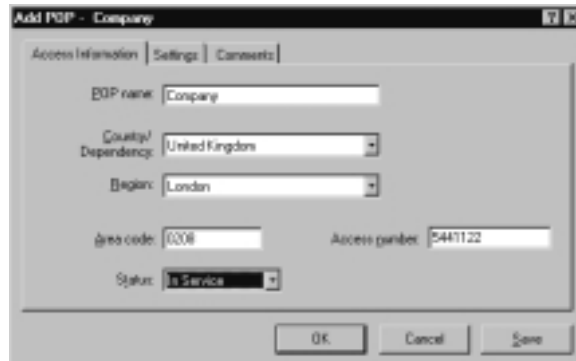 Add POP - Company
Access Information Settings Comments
POP name: Company
Country/
Dependency: United Kingdom
Region: London
Area code: 0208 Access number: 5441122
Status: In Service
OK Cancel Save